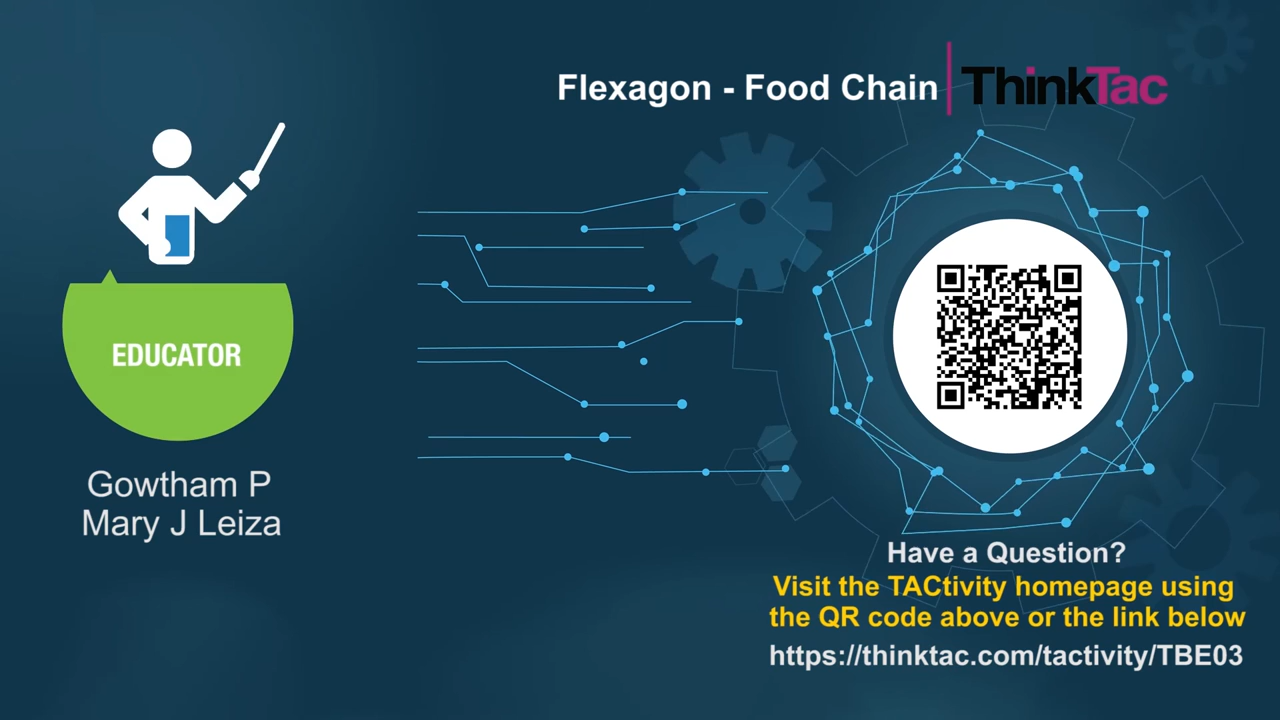 Flexagon - Food Chain
ThinkTac
EDUCATOR
Gowtham P
Mary J Leiza
Have a Question?
Visit the TACtivity homepage using
the QR code above or the link below
https://thinktac.com/tactivity/TBE03